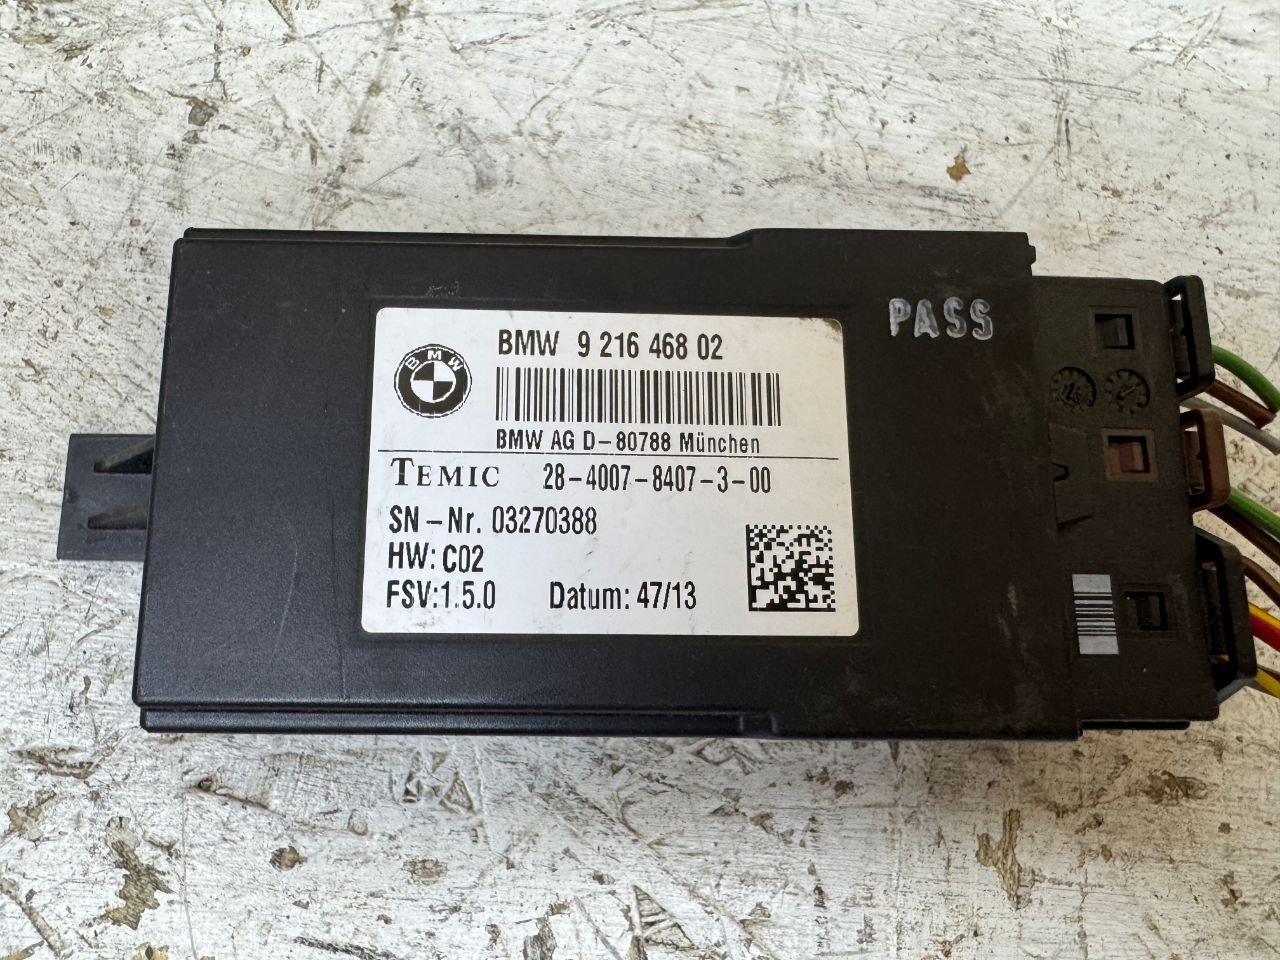 BMW 9 216 468 02
BMW
BMW AG D-80788 München
TEMIC 28-4007-8407-3-00
SN-Nr. 03270388
HW: C02
FSV:1.5.0 Datum: 47/13
PASS